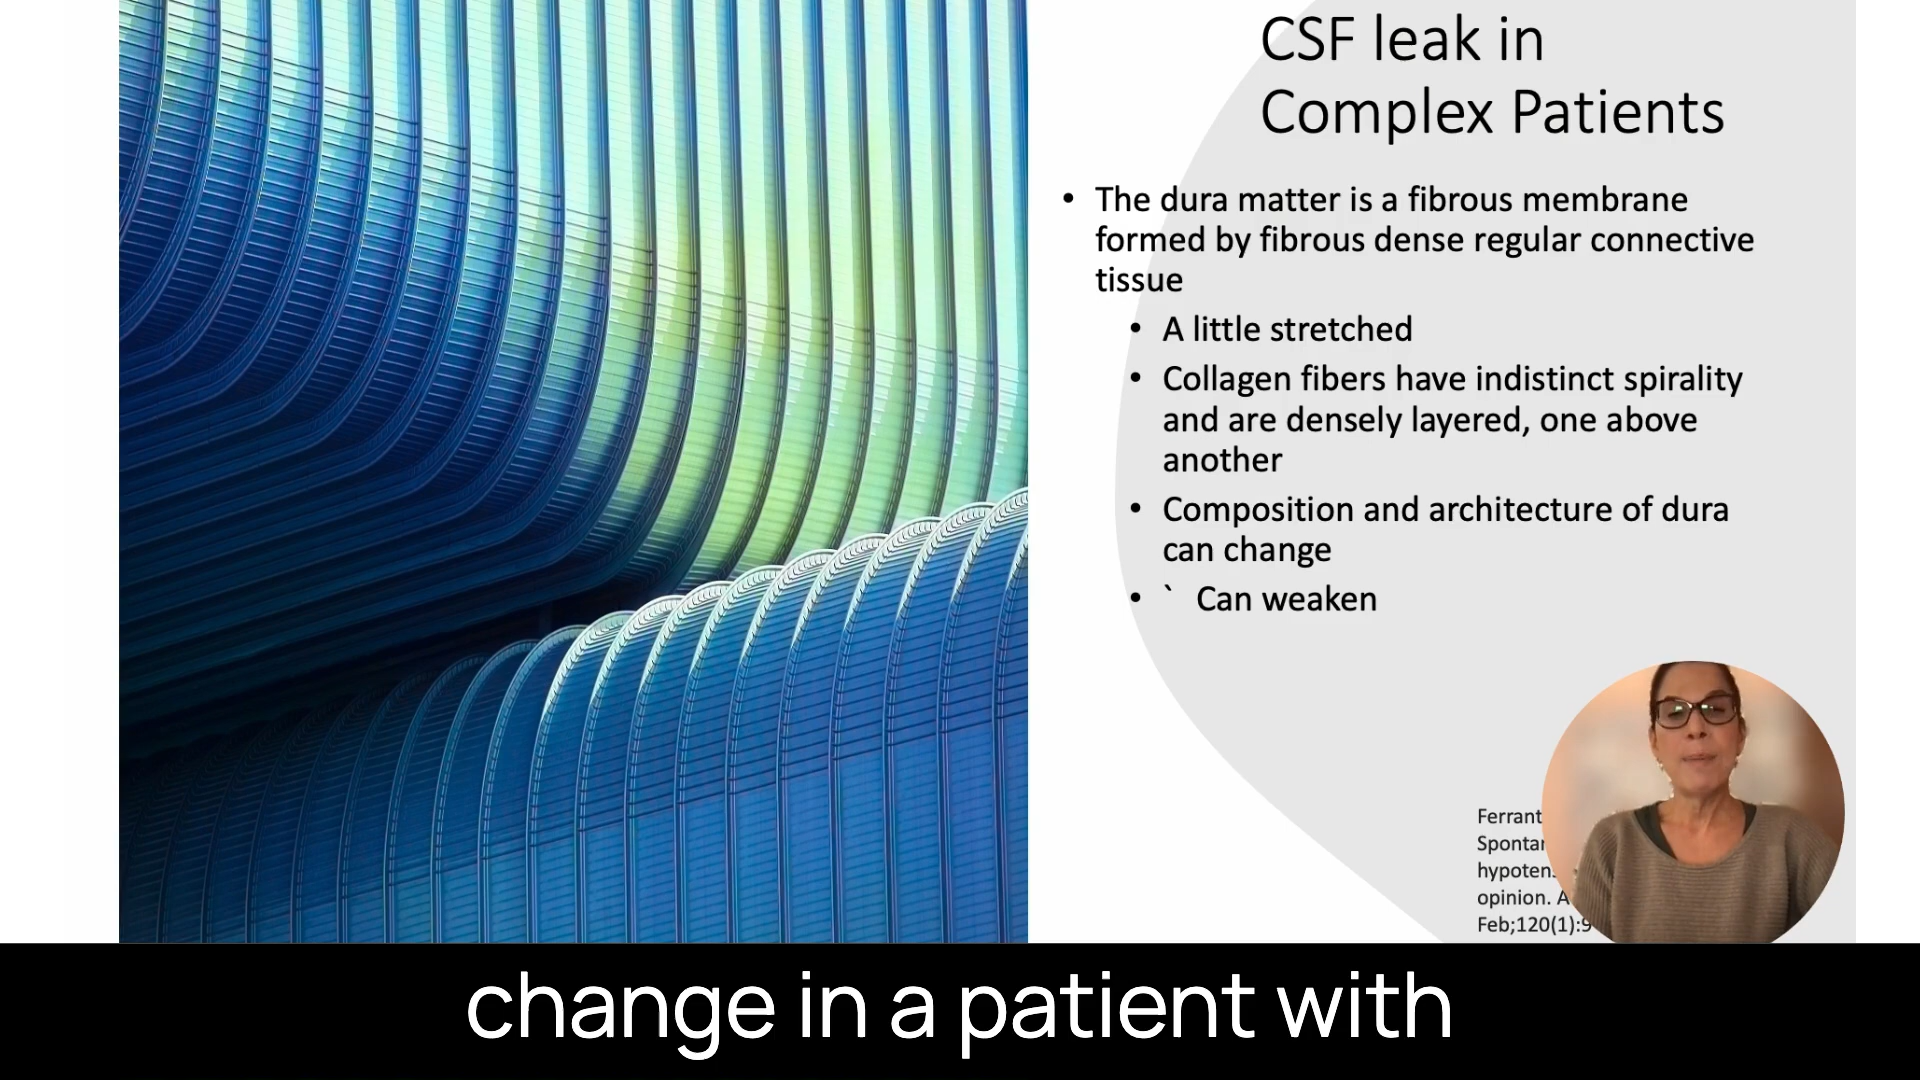 CSF leak in
Complex Patients
• The dura matter is a fibrous membrane
formed by fibrous dense regular connective
tissue
• A little stretched
• Collagen fibers have indistinct spirality
and are densely layered, one above
another
• Composition and architecture of dura
can change
• ` Can weaken
Ferrant
Spontan
hypoten
opinion. A
Feb;120(1):9
change in a patient with